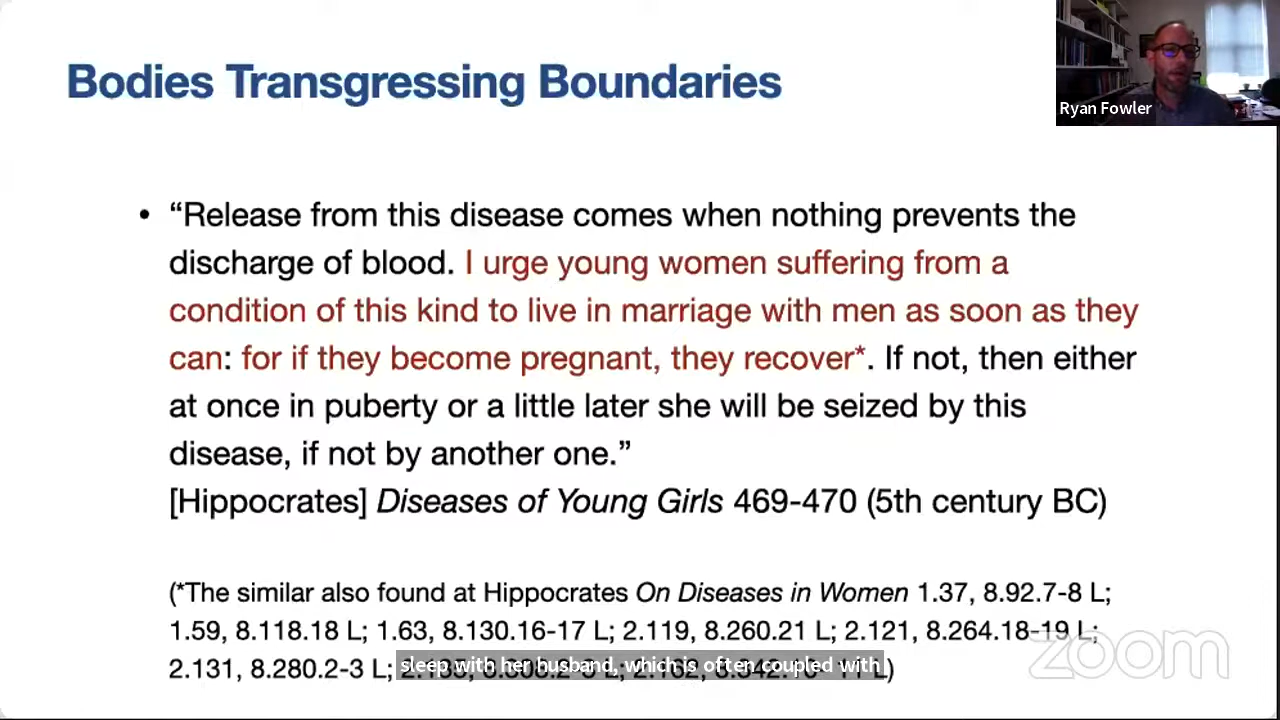 Bodies Transgressing Boundaries
Ryan Fowler
• “Release from this disease comes when nothing prevents the
discharge of blood. I urge young women suffering from a
condition of this kind to live in marriage with men as soon as they
can: for if they become pregnant, they recover*. If not, then either
at once in puberty or a little later she will be seized by this
disease, if not by another one.”
[Hippocrates] Diseases of Young Girls 469-470 (5th century BC)
(*The similar also found at Hippocrates On Diseases in Women 1.37, 8.92.7-8 L;
1.59, 8.118.18 L; 1.63, 8.130.16-17 L; 2.119, 8.260.21 L; 2.121, 8.264.18-19 L;
2.131, 8.280.2-3 L;
sleep with her husband, which is often coupled with
zoom